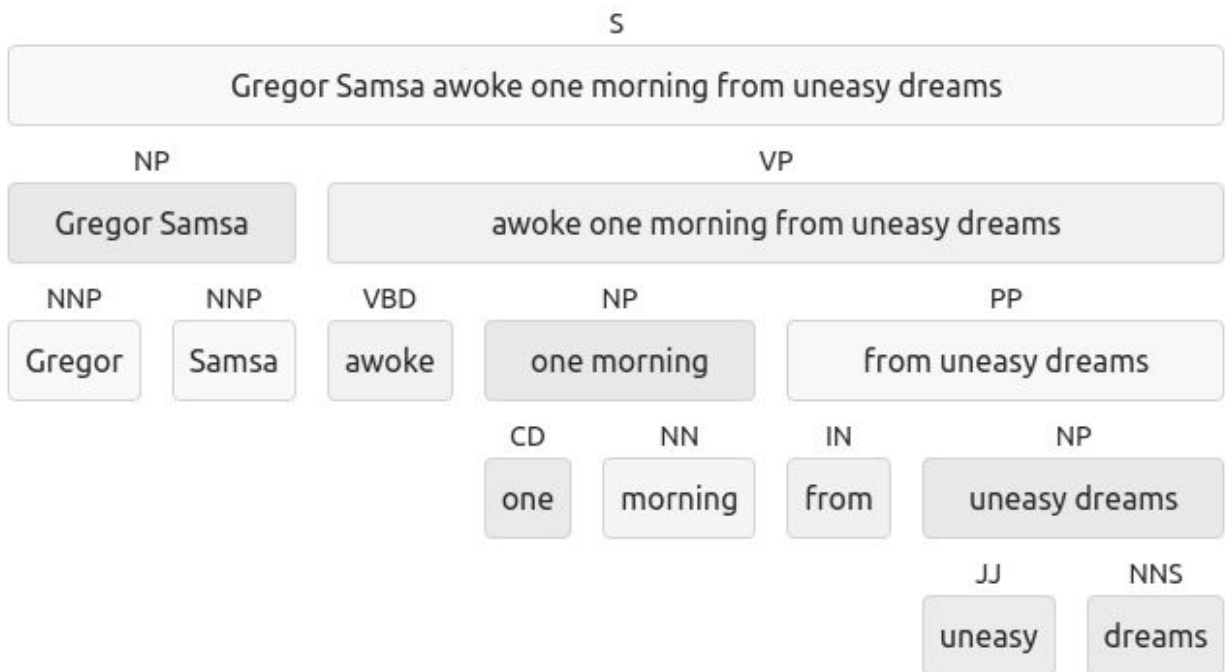 S
Gregor Samsa awoke one morning from uneasy dreams
NP VP
Gregor Samsa awoke one morning from uneasy dreams
NNP NNP VBD NP PP
Gregor Samsa awoke one morning from uneasy dreams
CD NN IN NP
one morning from uneasy dreams
JJ NNS
uneasy dreams